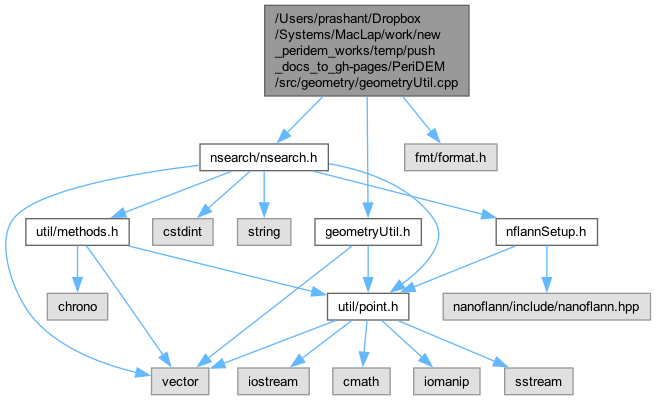 /Users/prashant/Dropbox
/Systems/MacLap/work/new
_peridem_works/temp/push
_docs_to_gh-pages/PeriDEM
/src/geometry/geometryUtil.cpp
nsearch/nsearch.h
fmt/format.h
util/methods.h
cstdint
string
geometryUtil.h
nflannSetup.h
chrono
util/point.h
nanoflann/include/nanoflann.hpp
vector
iostream
cmath
iomanip
sstream